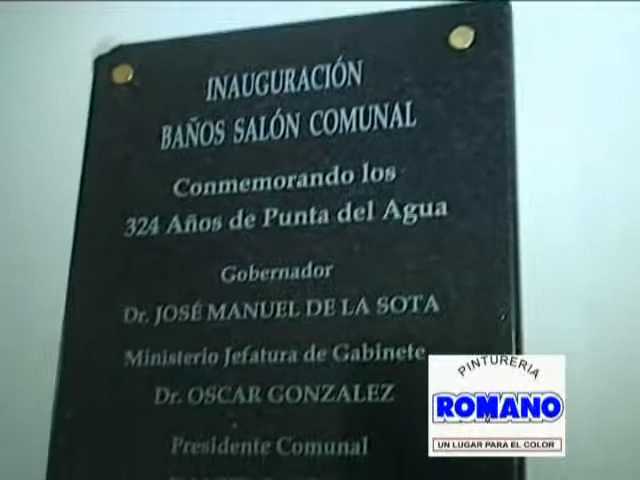 INAUGURACIÓN
BAÑOS SALÓN COMUNAL
Conmemorando los
324 Años de Punta del Agua
Gobernador
Dr. JOSÉ MANUEL DE LA SOTA
Ministerio Jefatura de Gabinete
Dr. OSCAR GONZALEZ
Presidente Comunal
PINTURERIA
ROMANO
UN LUGAR PARA EL COLOR